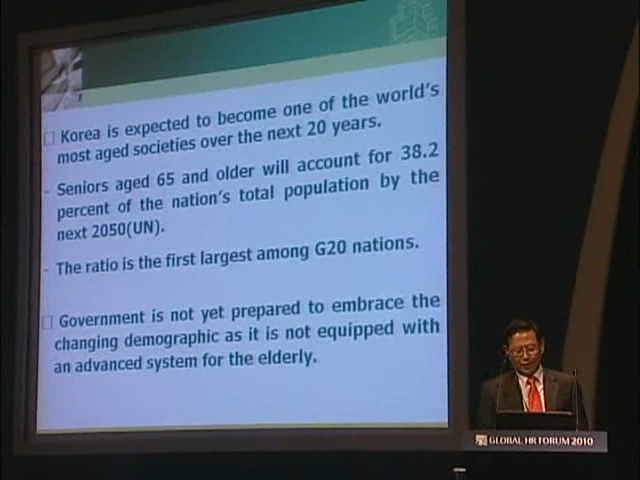 Korea is expected to become one of the world's
most aged societies over the next 20 years.
- Seniors aged 65 and older will account for 38.2
percent of the nation's total population by the
next 2050(UN).
- The ratio is the first largest among G20 nations.
Government is not yet prepared to embrace the
changing demographic as it is not equipped with
an advanced system for the elderly.
GLOBAL HR FORUM 2010